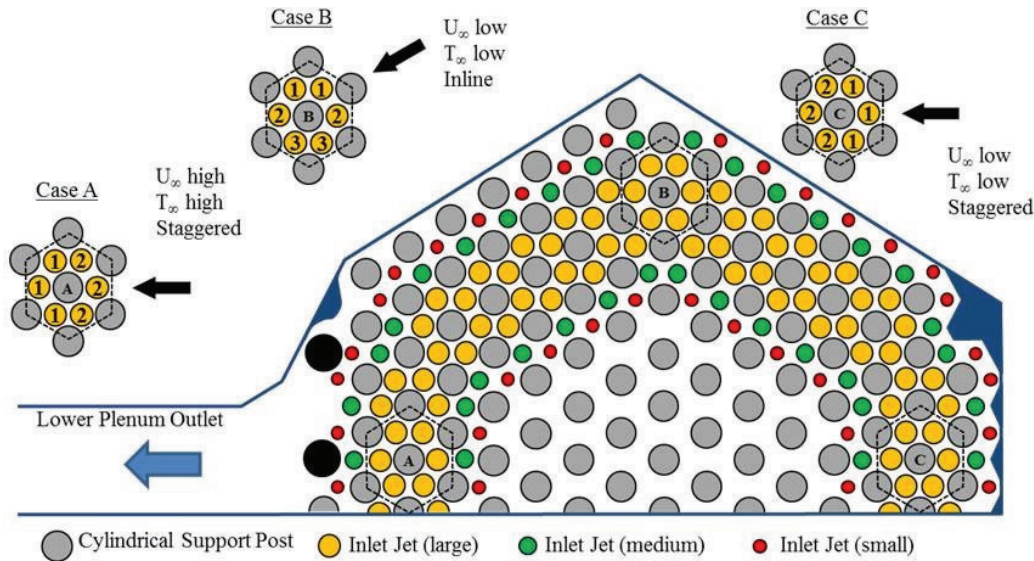 Case B
U∞ low
T∞ low
Inline
1 1
2 B 2
3 3
Case C
2 1
2 C 1
2 1
U∞ low
T∞ low
Staggered
Case A
U∞ high
T∞ high
Staggered
1 2
1 A 2
1 2
B
Lower Plenum Outlet
A
C
Cylindrical Support Post
Inlet Jet (large)
Inlet Jet (medium)
Inlet Jet (small)